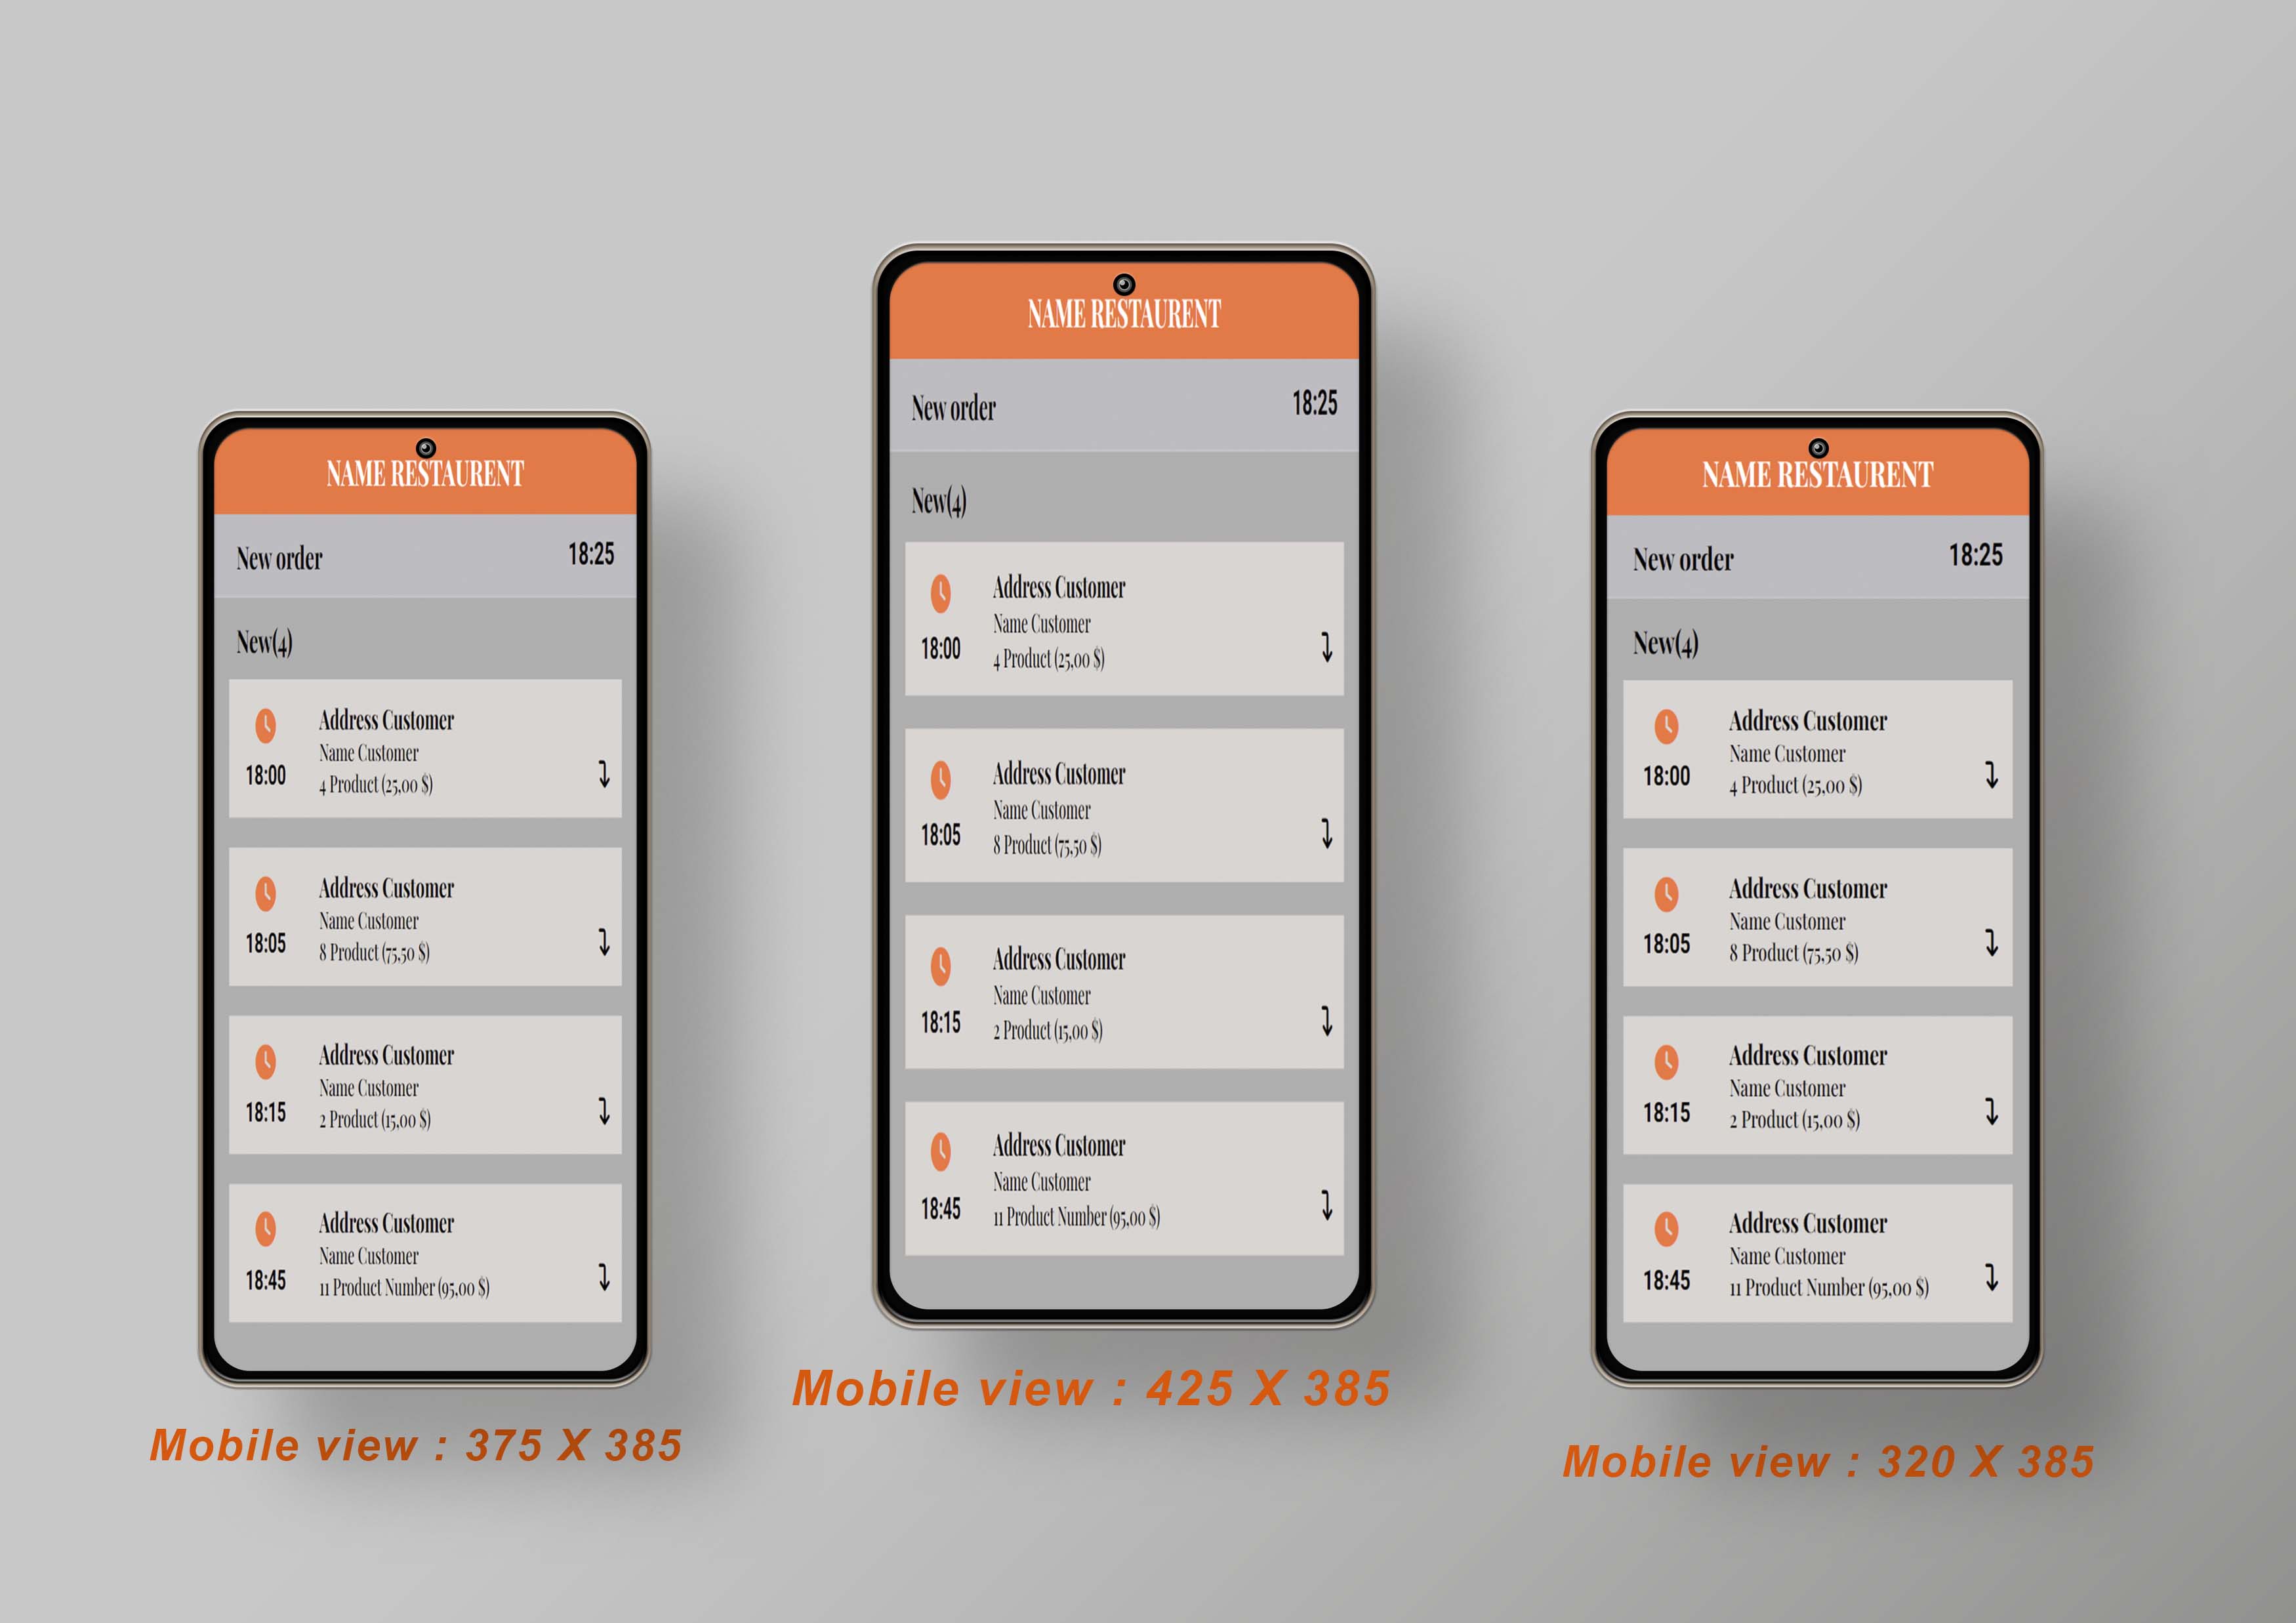 NAME RESTAURENT
New order
18:25
New(4)
18:00
Address Customer
Name Customer
4 Product (25,00 $)
18:05
Address Customer
Name Customer
8 Product (75,50 $)
18:15
Address Customer
Name Customer
2 Product (15,00 $)
18:45
Address Customer
Name Customer
11 Product Number (95,00 $)
Mobile view : 375 X 385
NAME RESTAURENT
New order
18:25
New(4)
18:00
Address Customer
Name Customer
4 Product (25,00 $)
18:05
Address Customer
Name Customer
8 Product (75,50 $)
18:15
Address Customer
Name Customer
2 Product (15,00 $)
18:45
Address Customer
Name Customer
11 Product Number (95,00 $)
Mobile view : 425 X 385
NAME RESTAURENT
New order
18:25
New(4)
18:00
Address Customer
Name Customer
4 Product (25,00 $)
18:05
Address Customer
Name Customer
8 Product (75,50 $)
18:15
Address Customer
Name Customer
2 Product (15,00 $)
18:45
Address Customer
Name Customer
11 Product Number (95,00 $)
Mobile view : 320 X 385